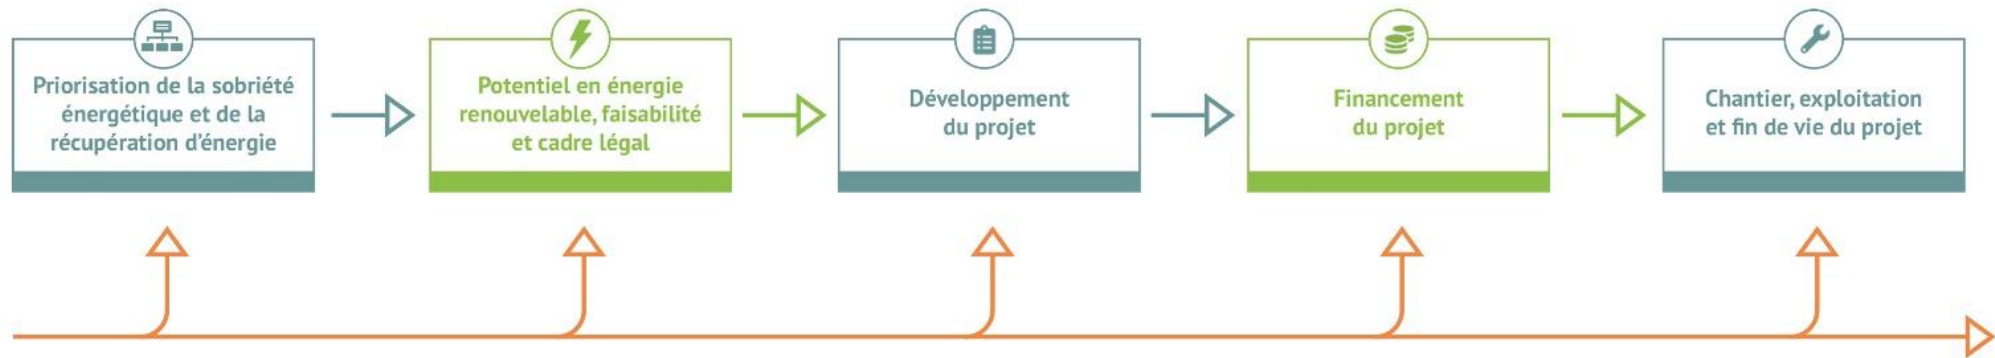 Priorisation de la sobriété
énergétique et de la
récupération d'énergie
Potentiel en énergie
renouvelable, faisabilité
et cadre légal
Développement
du projet
Financement
du projet
Chantier, exploitation
et fin de vie du projet